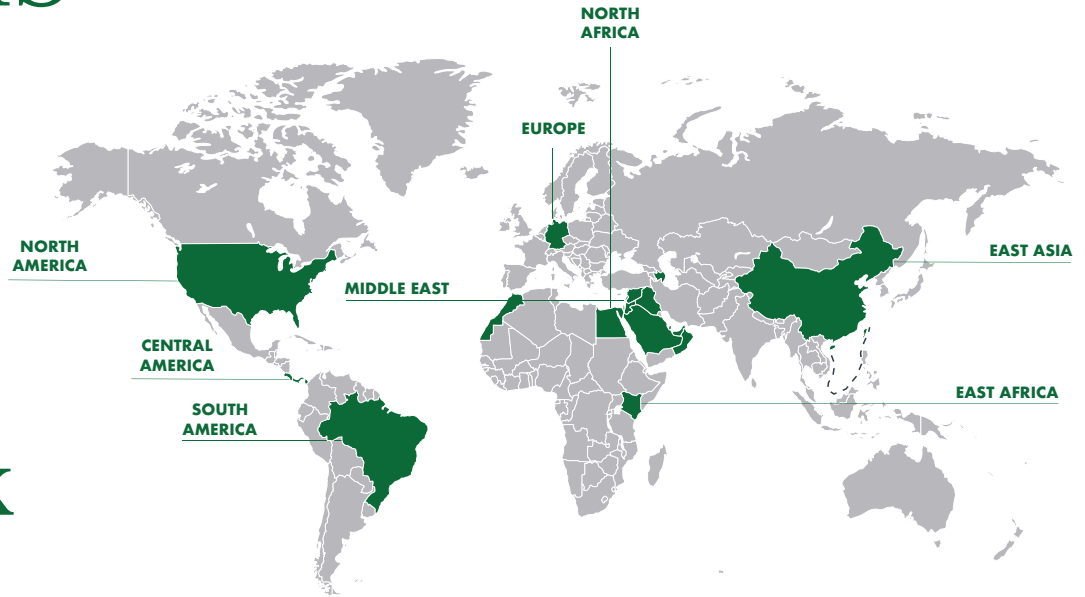 NORTH
AFRICA
EUROPE
NORTH
AMERICA
EAST ASIA
MIDDLE EAST
CENTRAL
AMERICA
EAST AFRICA
SOUTH
AMERICA